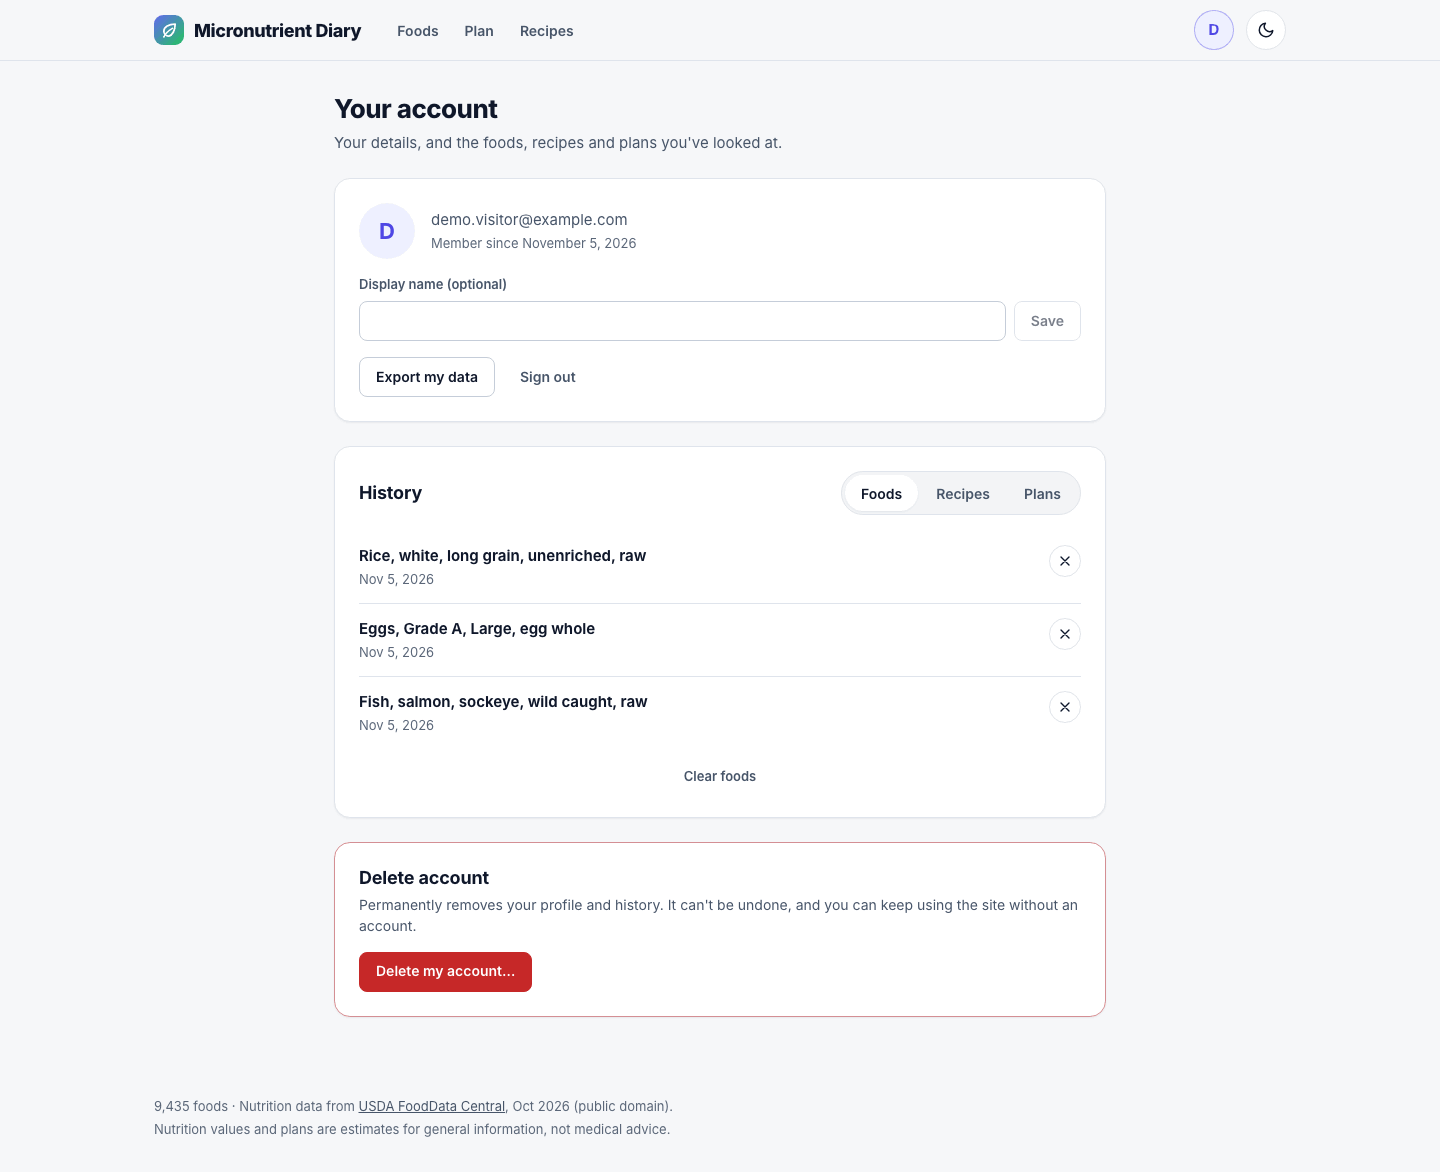 Micronutrient Diary
Foods
Plan
Recipes
D
Your account
Your details, and the foods, recipes and plans you've looked at.
D
demo.visitor@example.com
Member since November 5, 2026
Display name (optional)
Save
Export my data
Sign out
History
Foods
Recipes
Plans
Rice, white, long grain, unenriched, raw
Nov 5, 2026
Eggs, Grade A, Large, egg whole
Nov 5, 2026
Fish, salmon, sockeye, wild caught, raw
Nov 5, 2026
Clear foods
Delete account
Permanently removes your profile and history. It can't be undone, and you can keep using the site without an
account.
Delete my account…
9,435 foods · Nutrition data from USDA FoodData Central, Oct 2026 (public domain).
Nutrition values and plans are estimates for general information, not medical advice.